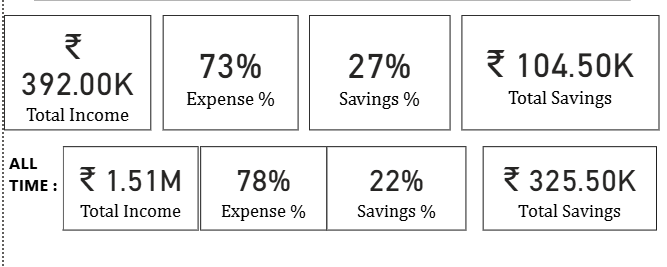 ₹
392.00K
Total Income
73%
Expense %
27%
Savings %
₹ 104.50K
Total Savings
ALL
TIME :
₹ 1.51M
Total Income
78%
Expense %
22%
Savings %
₹ 325.50K
Total Savings